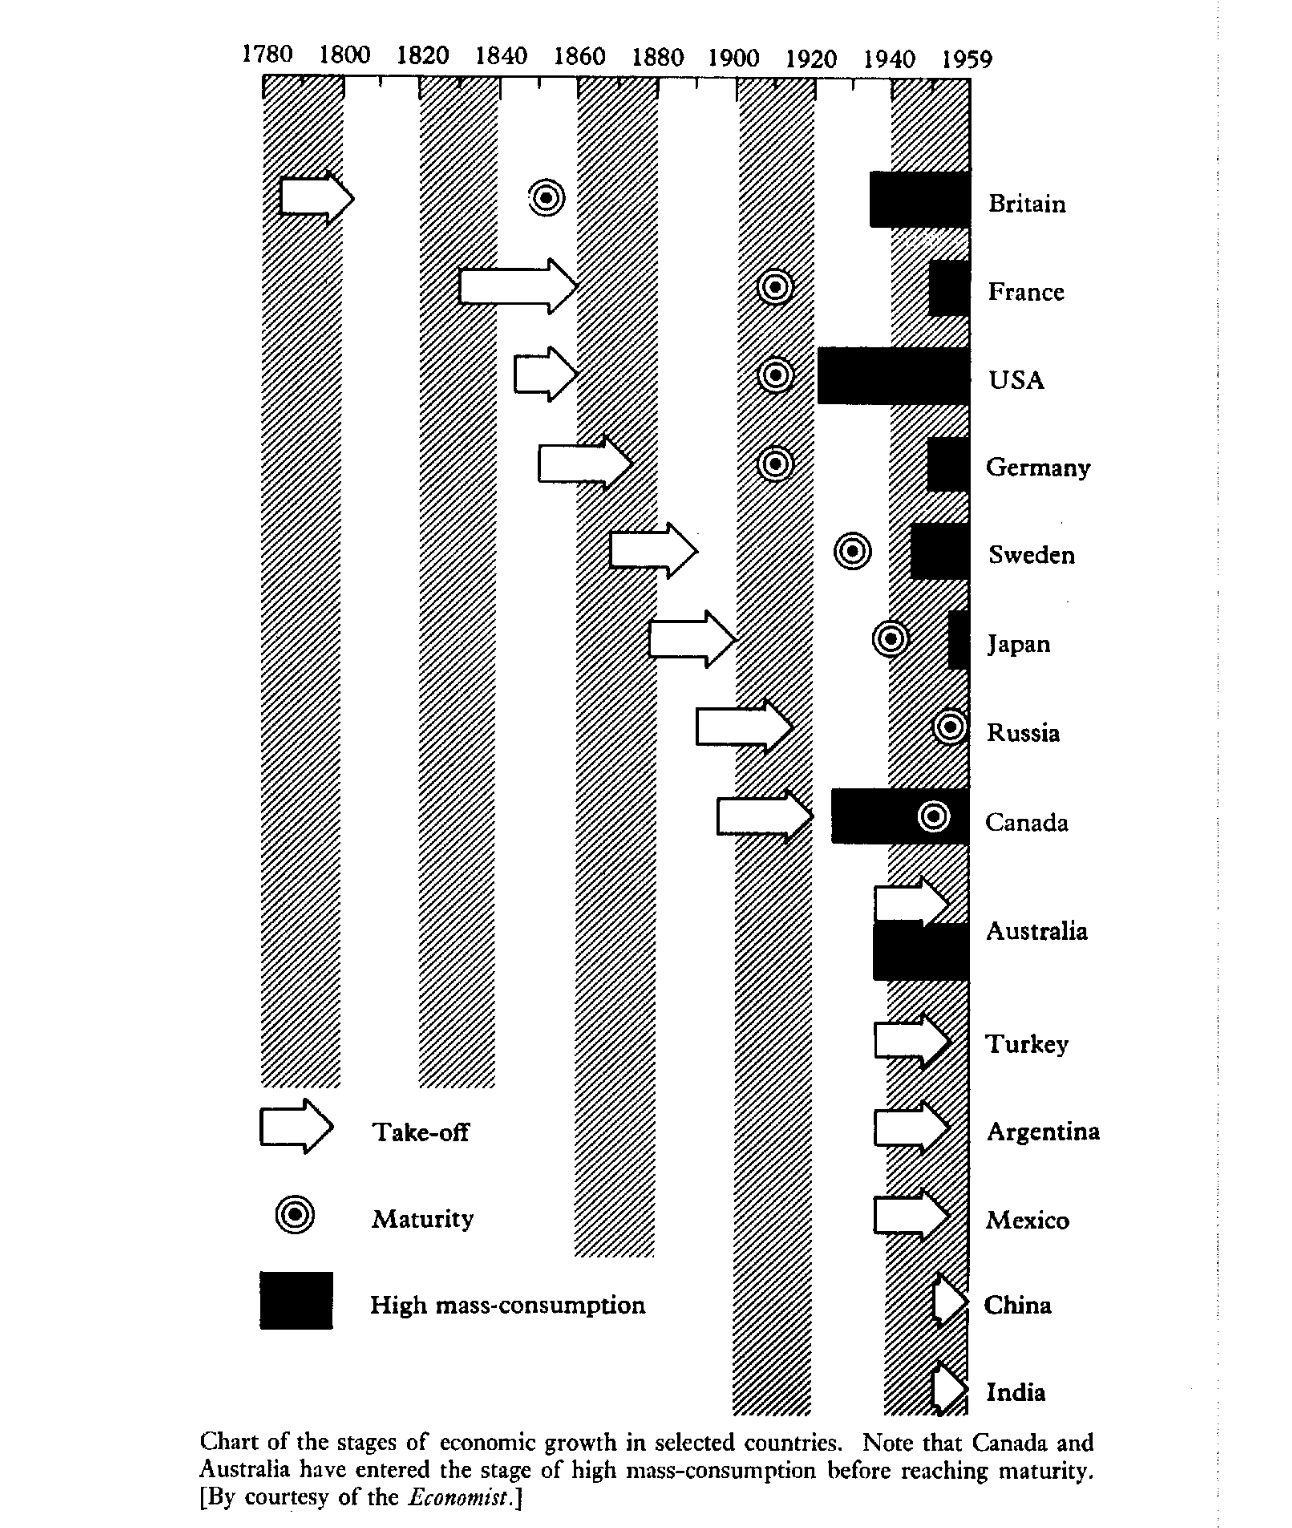 1780 1800 1820 1840 1860 1880 1900 1920 1940 1959
Britain
France
USA
Germany
Sweden
Japan
Russia
Canada
Australia
Turkey
Take-off
Argentina
Maturity
Mexico
High mass-consumption
China
India
Chart of the stages of economic growth in selected countries. Note that Canada and
Australia have entered the stage of high mass-consumption before reaching maturity.
[By courtesy of the Economist.]